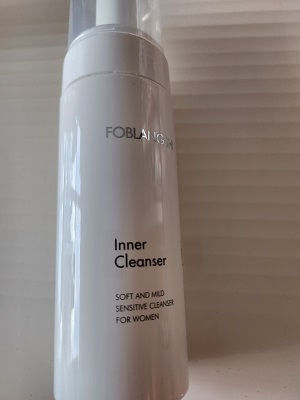 Inner
Cleanser
SOFT AND MILD
SENSITIVE CLEANSER
FOR WOMEN